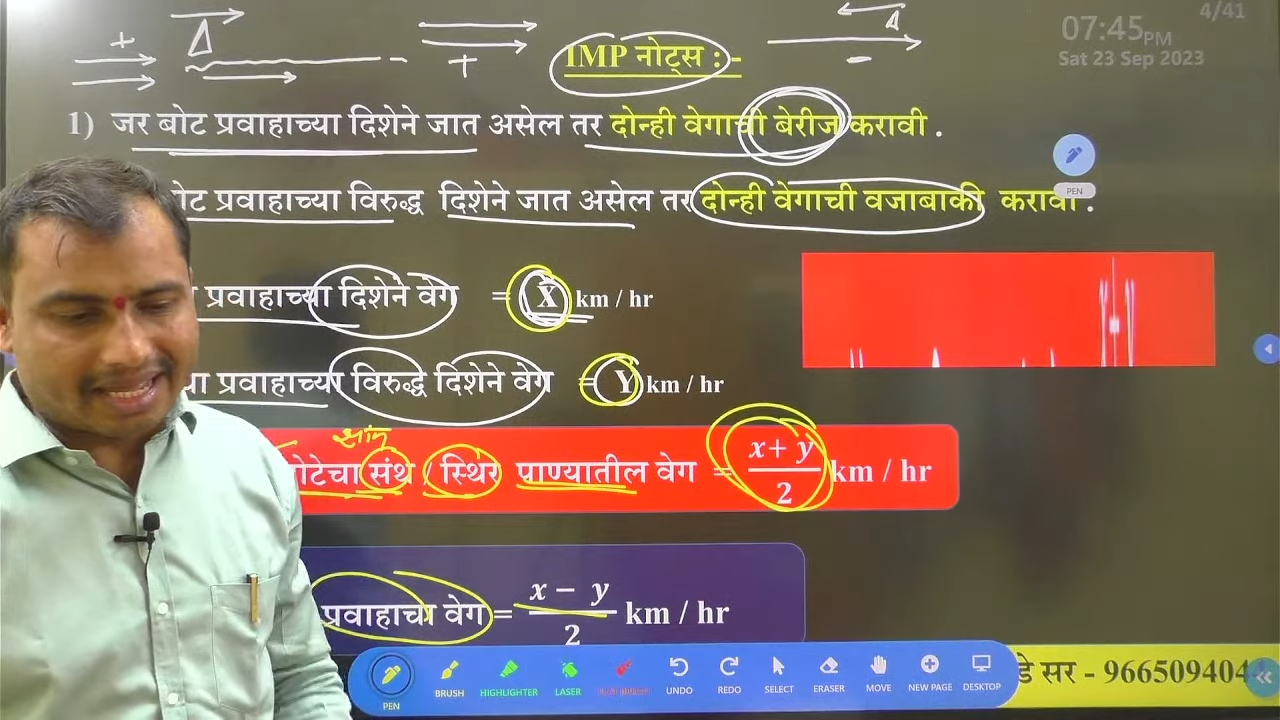 4/41
07:45PM
Sat 23 Sep 2023
+
+
-
IMP नोट्स :-
1) जर बोट प्रवाहाच्या दिशेने जात असेल तर दोन्ही वेगाची बेरीज करावी .
प्रवाहाच्या विरुद्ध दिशेने जात असेल तर दोन्ही वेगाची वजाबाकी करावी .
PEN
प्रवाहाच्या दिशेने वेग = X km / hr
प्रवाहाच्या विरुद्ध दिशेने वेग = Y km / hr
संथ / स्थिर पाण्यातील वेग = x + y / 2 km / hr
प्रवाहाचा वेग = x - y / 2 km / hr
PEN BRUSH HIGHLIGHTER LASER UNDO REDO SELECT ERASER MOVE NEW PAGE DESKTOP
सर - 966509404